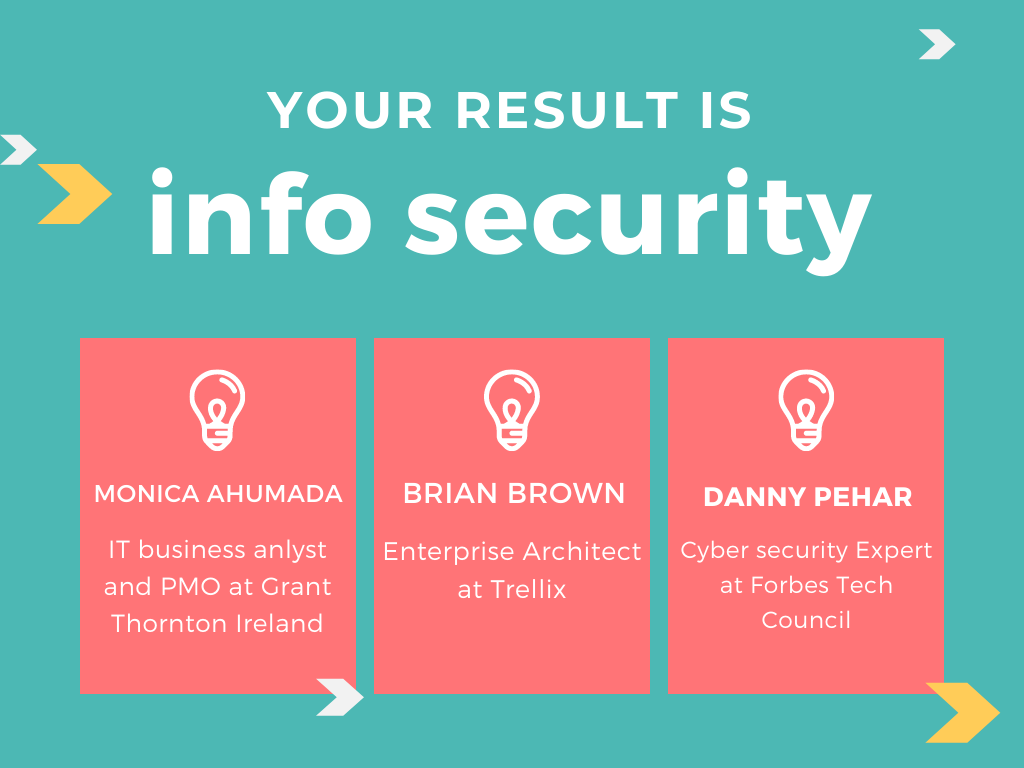 YOUR RESULT IS
info security
MONICA AHUMADA
IT business anlyst
and PMO at Grant
Thornton Ireland
BRIAN BROWN
Enterprise Architect
at Trellix
DANNY PEHAR
Cyber security Expert
at Forbes Tech
Council